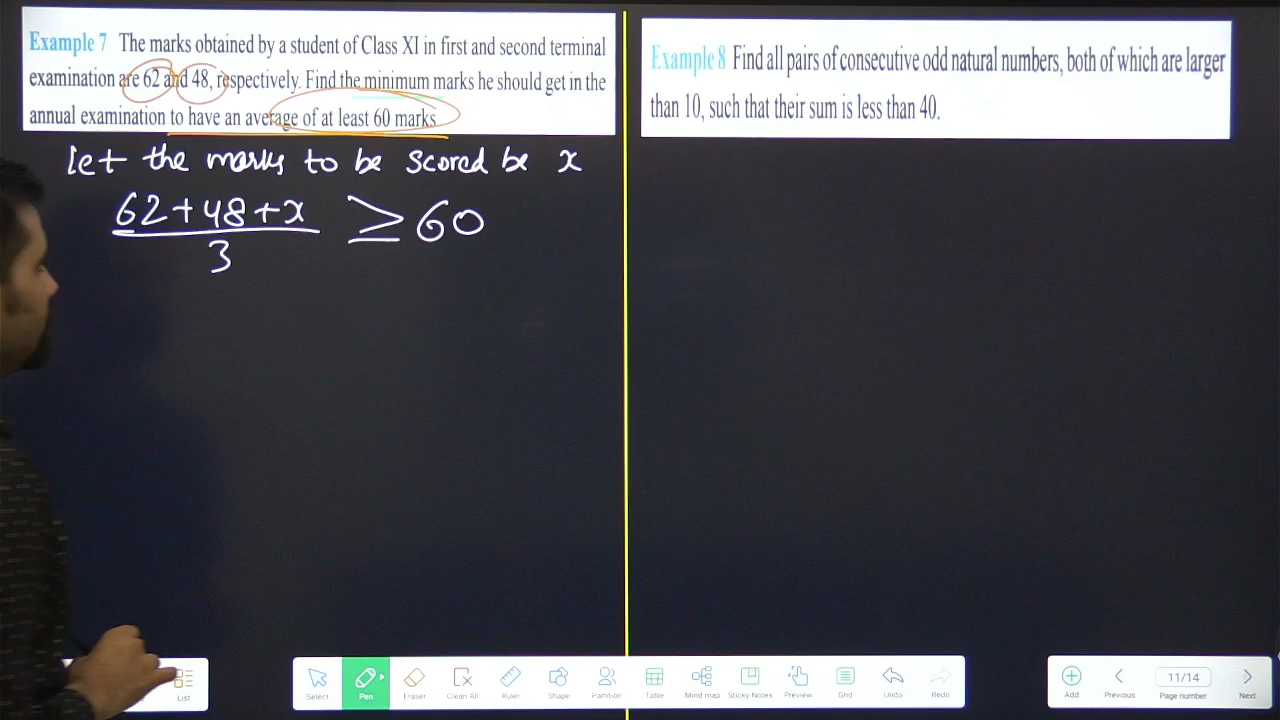 Example 7 The marks obtained by a student of Class XI in first and second terminal
examination are 62 and 48, respectively. Find the minimum marks he should get in the
annual examination to have an average of at least 60 marks.
let the marks to be scored be x
62+48+x
≥ 60
3
Example 8 Find all pairs of consecutive odd natural numbers, both of which are larger
than 10, such that their sum is less than 40.
List
Select
Pen
Eraser
Clean All
Ruler
Shape
Partition
Table
Mind map
Sticky Notes
Preview
Grid
Undo
Redo
Add
Previous
11/14
Page number
Next